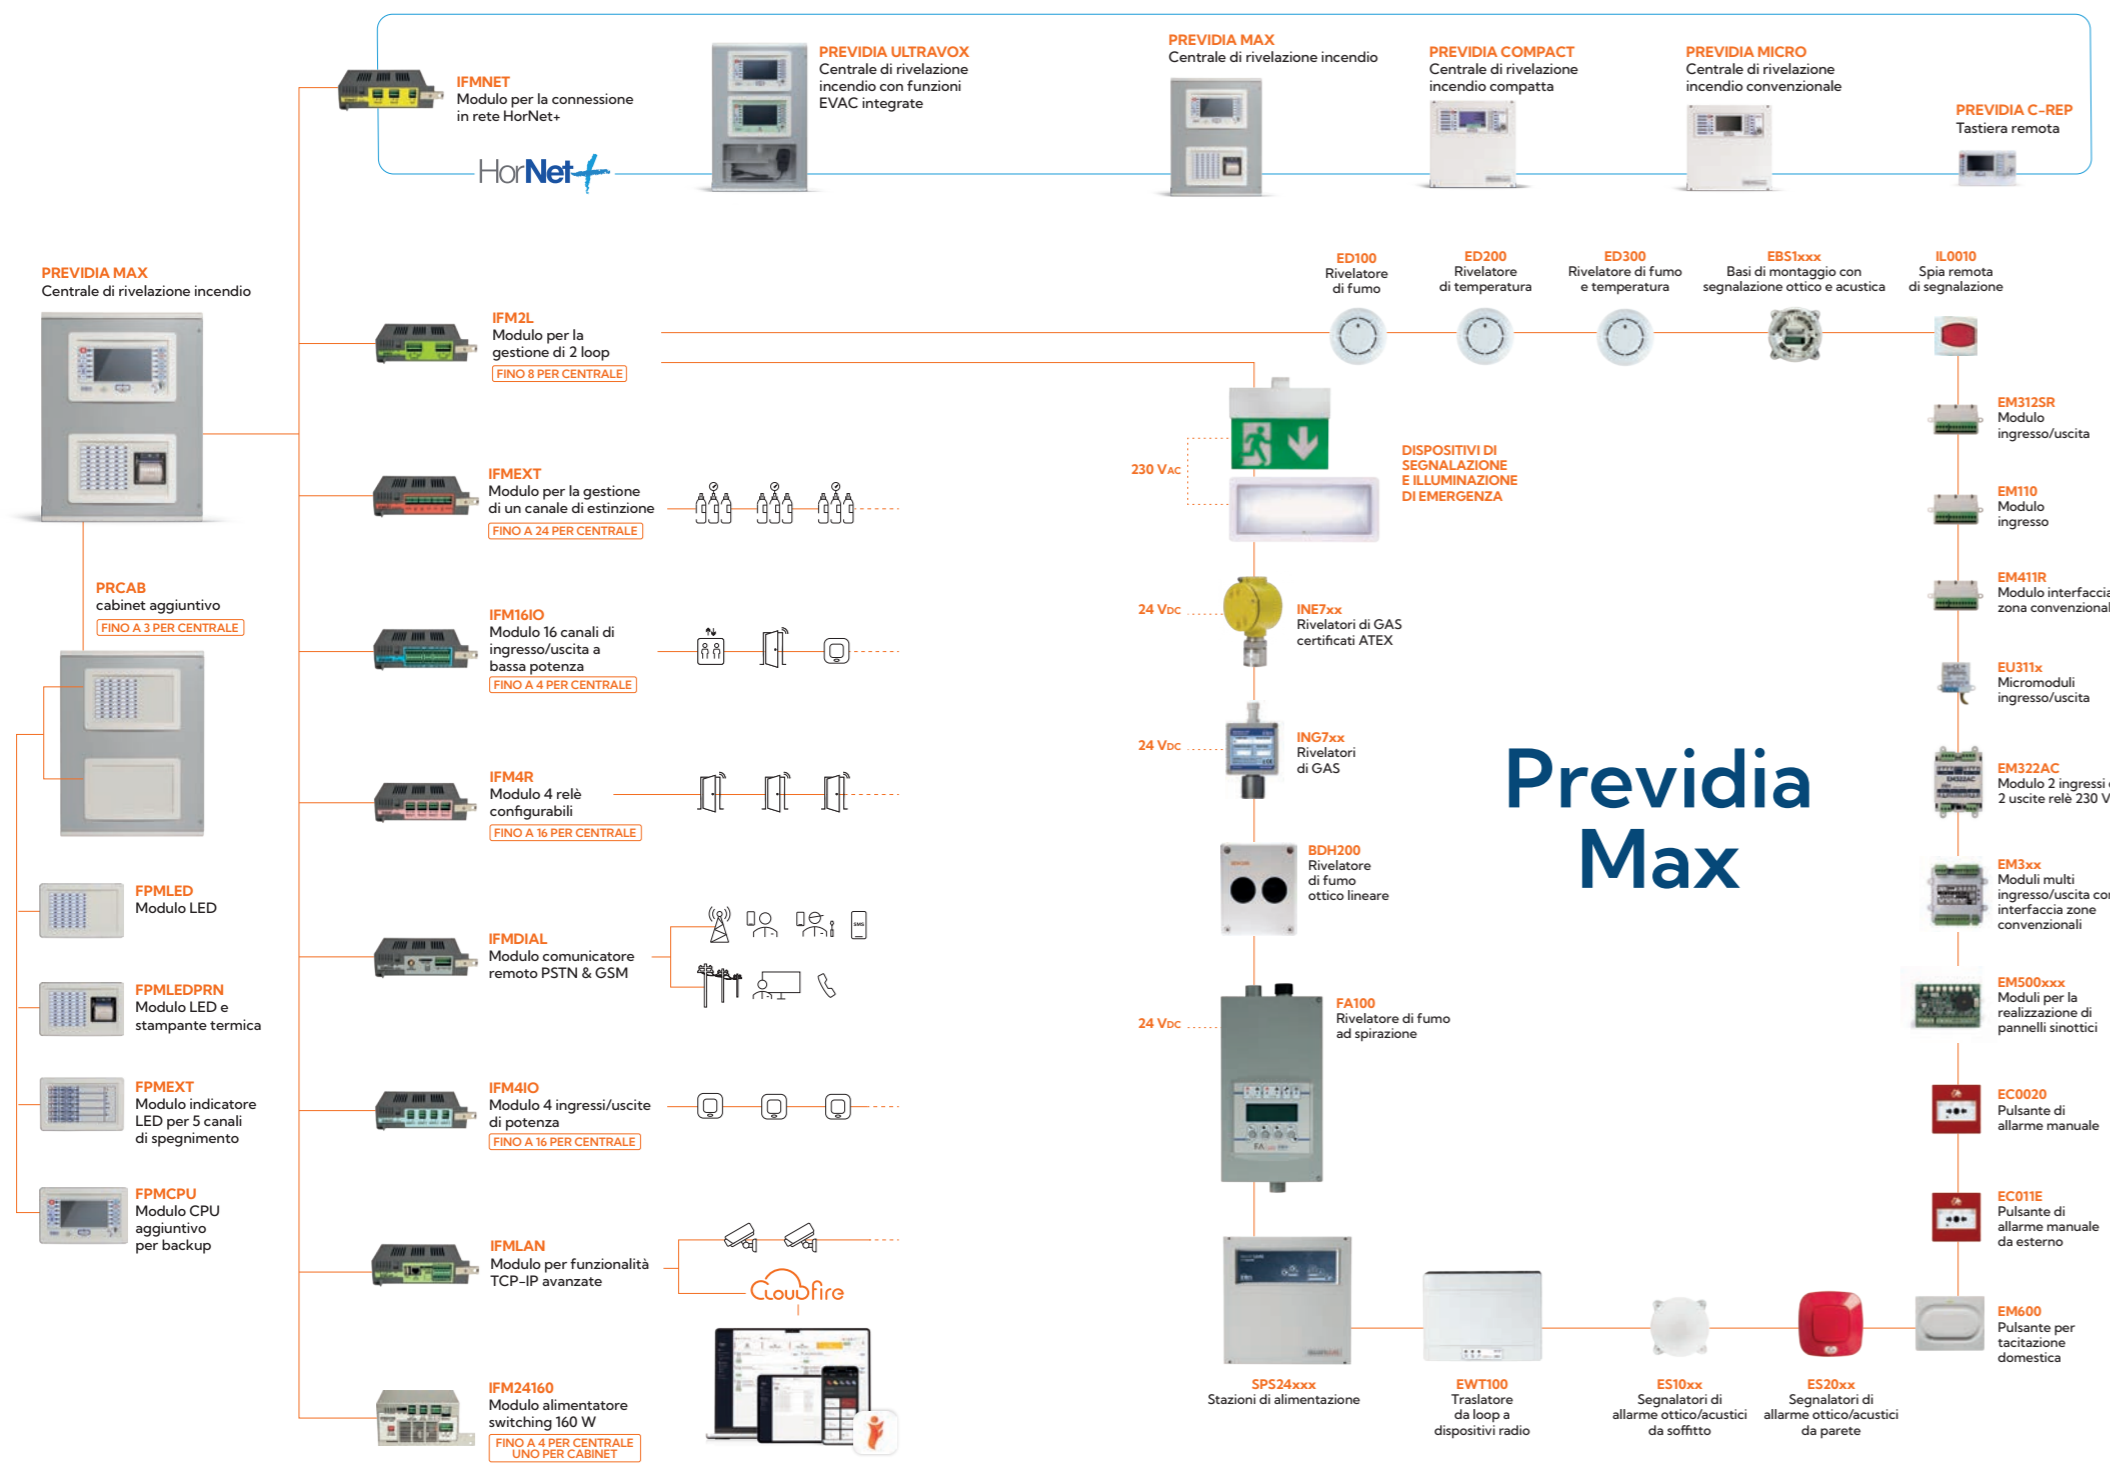 IFMNET
Modulo per la connessione
in rete HorNet+
HorNet+
PREVIDIA ULTRAVOX
Centrale di rivelazione
incendio con funzioni
EVAC integrate
PREVIDIA MAX
Centrale di rivelazione incendio
PREVIDIA COMPACT
Centrale di rivelazione
incendio compatta
PREVIDIA MICRO
Centrale di rivelazione
incendio convenzionale
PREVIDIA C-REP
Tastiera remota
PREVIDIA MAX
Centrale di rivelazione incendio
PRCAB
cabinet aggiuntivo
FINO A 3 PER CENTRALE
FPMLED
Modulo LED
FPMLEDPRN
Modulo LED e
stampante termica
FPMEXT
Modulo indicatore
LED per 5 canali
di spegnimento
FPMCPU
Modulo CPU
aggiuntivo
per backup
IFM2L
Modulo per la
gestione di 2 loop
FINO 8 PER CENTRALE
IFMEXT
Modulo per la gestione
di un canale di estinzione
FINO A 24 PER CENTRALE
IFM16IO
Modulo 16 canali di
ingresso/uscita a
bassa potenza
FINO A 4 PER CENTRALE
IFM4R
Modulo 4 relè
configurabili
FINO A 16 PER CENTRALE
IFMDIAL
Modulo comunicatore
remoto PSTN & GSM
SMS
IFM4IO
Modulo 4 ingressi/uscite
di potenza
FINO A 16 PER CENTRALE
IFMLAN
Modulo per funzionalità
TCP-IP avanzate
CLOUDfire
IFM24160
Modulo alimentatore
switching 160 W
FINO A 4 PER CENTRALE
UNO PER CABINET
ED100
Rivelatore
di fumo
ED200
Rivelatore
di temperatura
ED300
Rivelatore di fumo
e temperatura
EBS1xxx
Basi di montaggio con
segnalazione ottico e acustica
IL0010
Spia remota
di segnalazione
230 VAC
DISPOSITIVI DI
SEGNALAZIONE
E ILLUMINAZIONE
DI EMERGENZA
24 VDC
INE7xx
Rivelatori di GAS
certificati ATEX
24 VDC
ING7xx
Rivelatori
di GAS
BDH200
Rivelatore
di fumo
ottico lineare
24 VDC
FA100
Rivelatore di fumo
ad spirazione
Previdia
Max
EM312SR
Modulo
ingresso/uscita
EM110
Modulo
ingresso
EM411R
Modulo interfaccia
zona convenzional
EU311x
Micromoduli
ingresso/uscita
EM322AC
EM322AC
Modulo 2 ingressi
2 uscite relè 230 V
EM3xx
Moduli multi
ingresso/uscita con
interfaccia zone
convenzionali
EM500xxx
Moduli per la
realizzazione di
pannelli sinottici
EC0020
Pulsante di
allarme manuale
EC011E
Pulsante di
allarme manuale
da esterno
EM600
Pulsante per
tacitazione
domestica
SPS24xxx
Stazioni di alimentazione
EWT100
Traslatore
da loop a
dispositivi radio
ES10xx
Segnalatori di
allarme ottico/acustici
da soffitto
ES20xx
Segnalatori di
allarme ottico/acustici
da parete